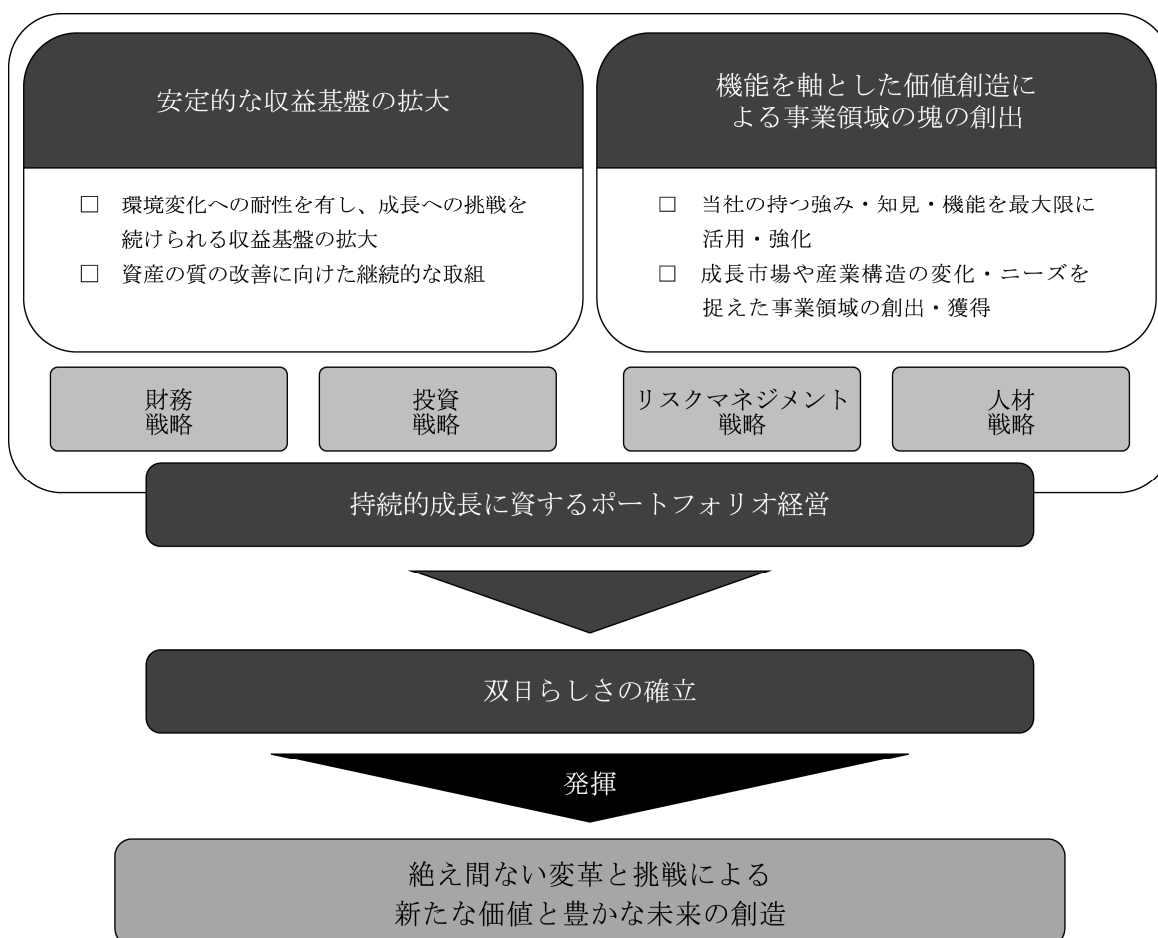 安定的な収益基盤の拡大
□ 環境変化への耐性を有し、成長への挑戦を
続けられる収益基盤の拡大
□ 資産の質の改善に向けた継続的な取組
機能を軸とした価値創造に
よる事業領域の塊の創出
□ 当社の持つ強み・知見・機能を最大限に
活用・強化
□ 成長市場や産業構造の変化・ニーズを
捉えた事業領域の創出・獲得
財務
戦略
投資
戦略
リスクマネジメント
戦略
人材
戦略
持続的成長に資するポートフォリオ経営
双日らしさの確立
発揮
絶え間ない変革と挑戦による
新たな価値と豊かな未来の創造